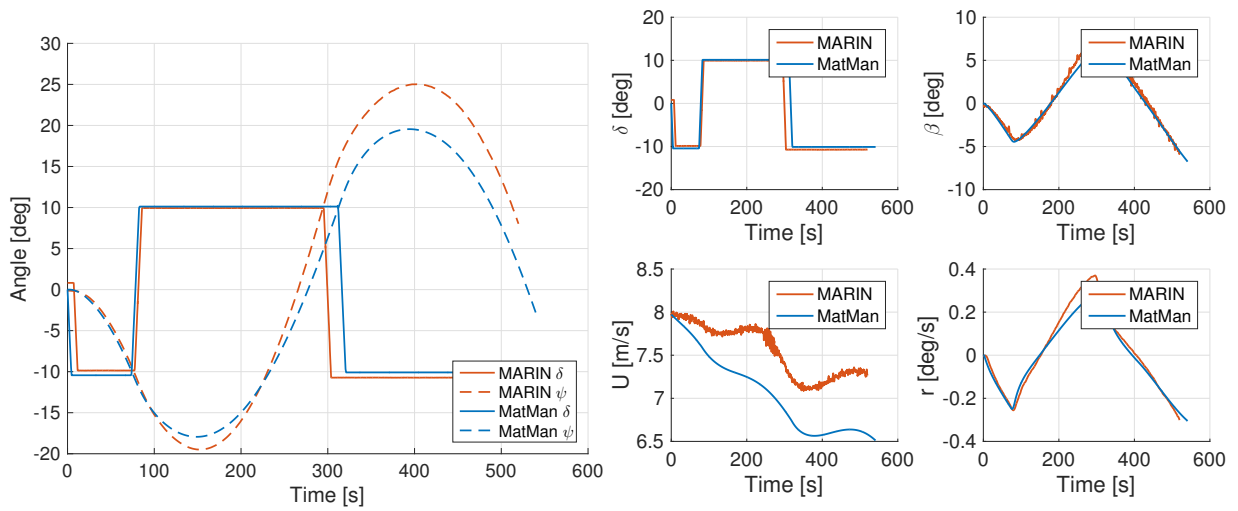 Angle [deg]
30
25
20
15
10
5
0
-5
-10
-15
-20
0 100 200 300 400 500 600
Time [s]
MARIN δ
MARIN ψ
MatMan δ
MatMan ψ
δ [deg]
20
10
0
-10
-20
0 200 400 600
Time [s]
MARIN
MatMan
β [deg]
10
5
0
-5
-10
0 200 400 600
Time [s]
MARIN
MatMan
U [m/s]
8.5
8
7.5
7
6.5
0 200 400 600
Time [s]
MARIN
MatMan
r [deg/s]
0.4
0.2
0
-0.2
-0.4
0 200 400 600
Time [s]
MARIN
MatMan